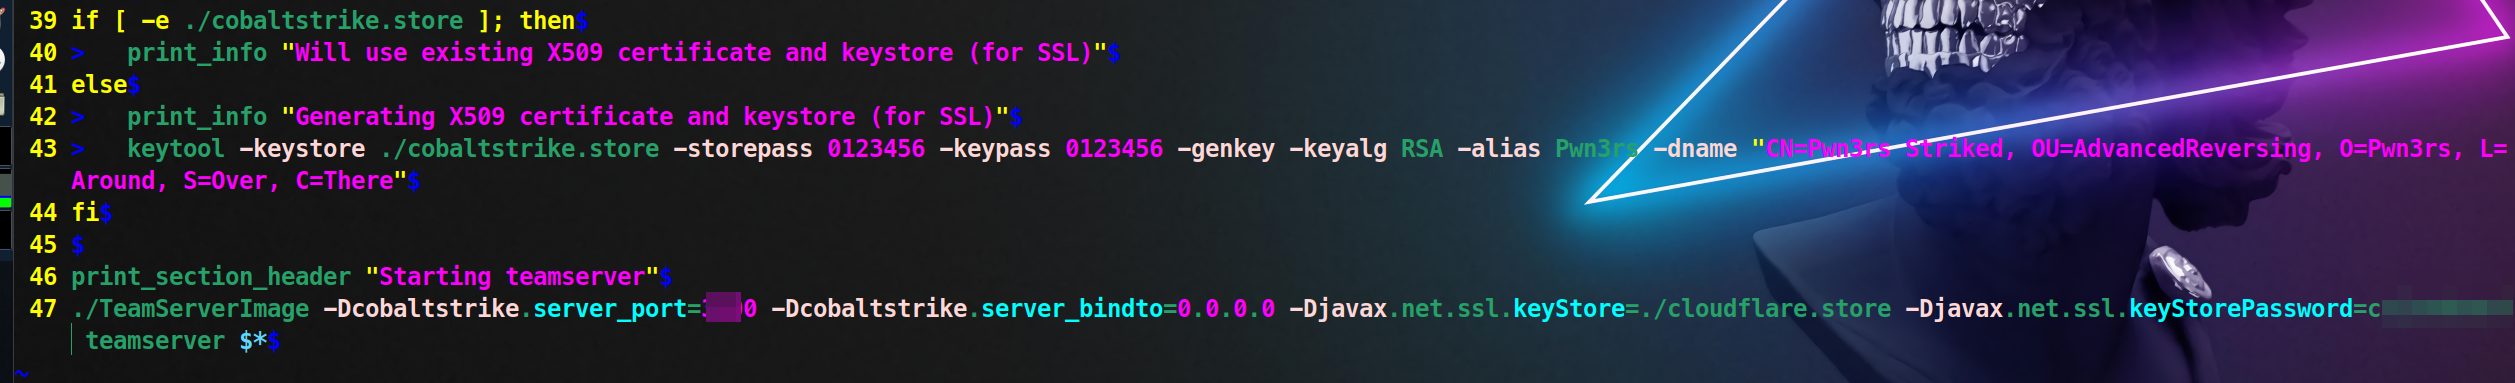 39 if [ -e ./cobaltstrike.store ]; then$
40 >   print_info "Will use existing X509 certificate and keystore (for SSL)"$
41 else$
42 >   print_info "Generating X509 certificate and keystore (for SSL)"$
43 >   keytool -keystore ./cobaltstrike.store -storepass 0123456 -keypass 0123456 -genkey -keyalg RSA -alias Pwn3rs -dname "CN=Pwn3rs Striked, OU=AdvancedReversing, O=Pwn3rs, L=
Around, S=Over, C=There"$
44 fi$
45 $
46 print_section_header "Starting teamserver"$
47 ./TeamServerImage -Dcobaltstrike.server_port= 0 -Dcobaltstrike.server_bindto=0.0.0.0 -Djavax.net.ssl.keyStore=./cloudflare.store -Djavax.net.ssl.keyStorePassword=c
teamserver $*$
~